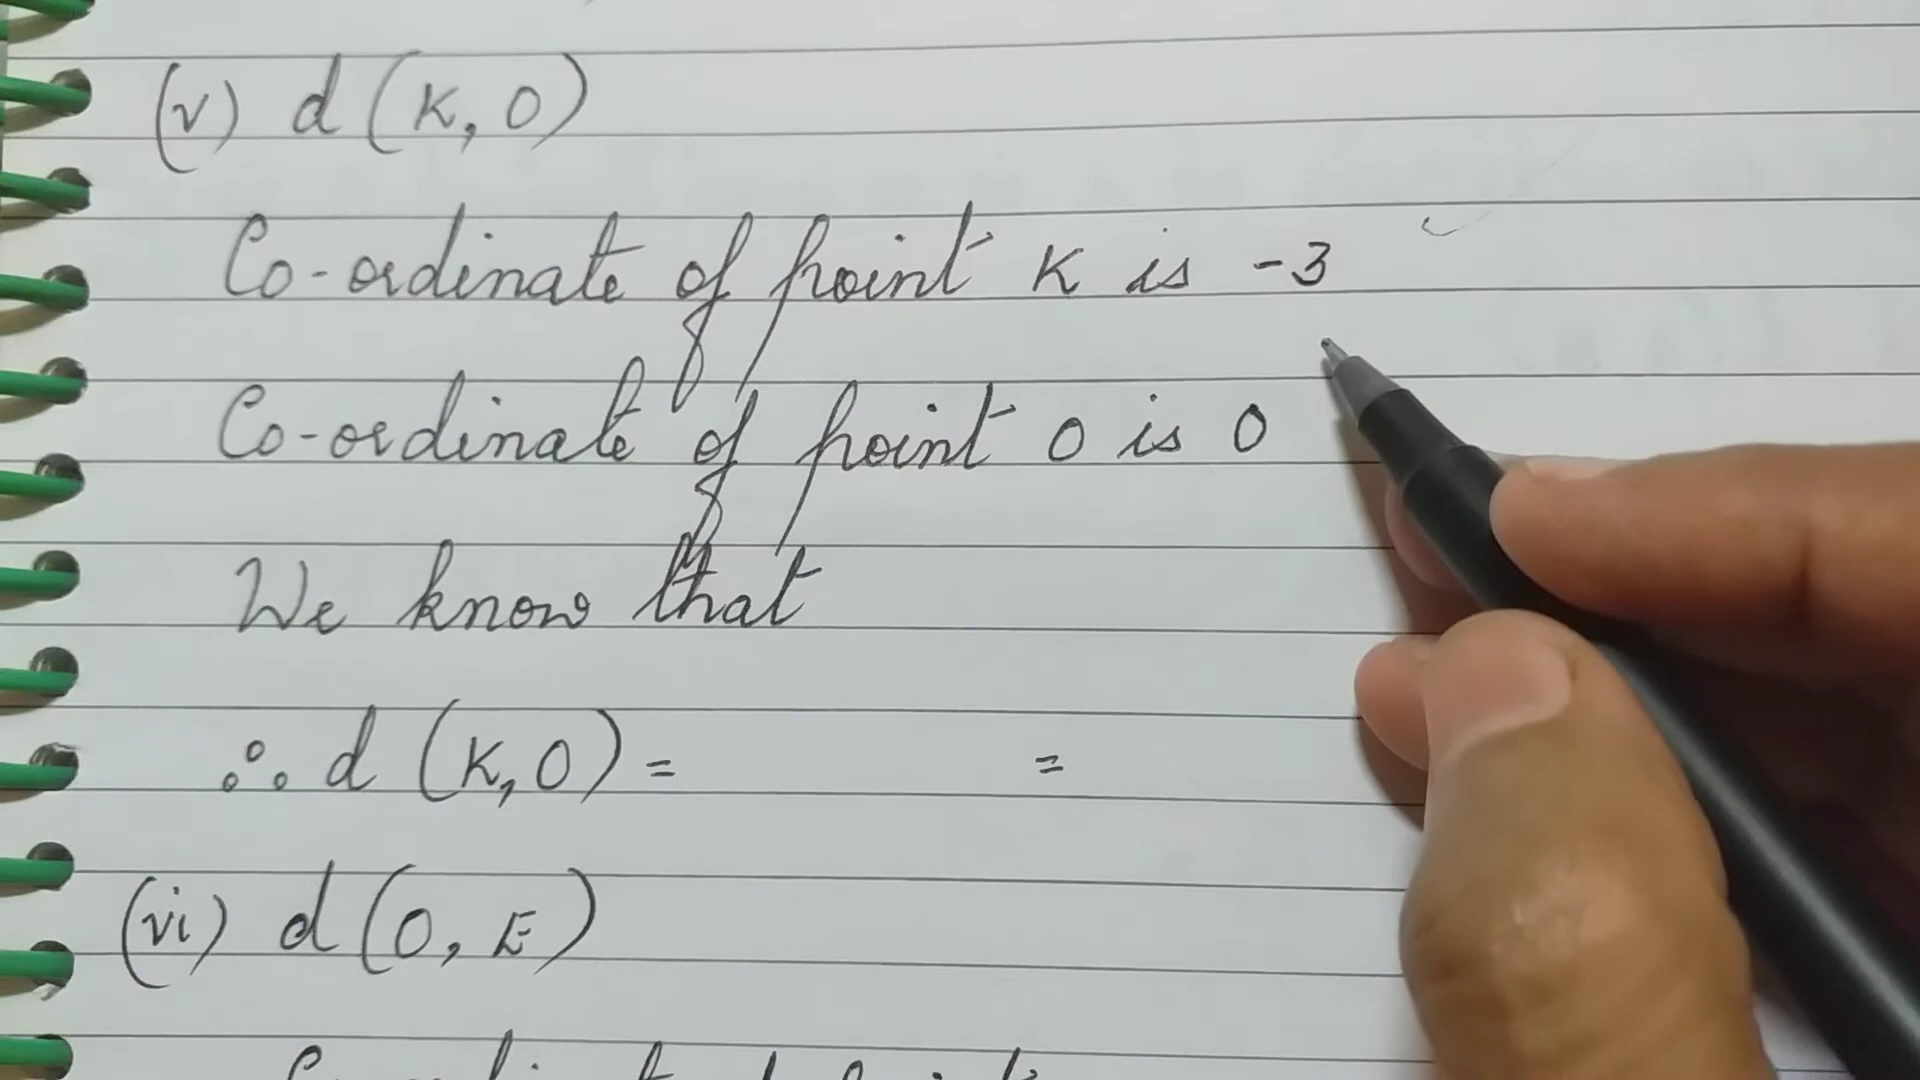 (v) d (K, O)
Co-ordinate of point K is -3
Co-ordinate of point O is 0
We know that
∴ d (K, O) = =
(vi) d (O, E)